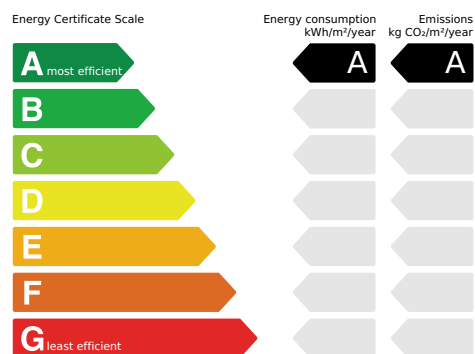 Energy Certificate Scale
Energy consumption
kWh/m²/year
Emissions
kg CO₂/m²/year
A most efficient
A
A
B
C
D
E
F
G least efficient